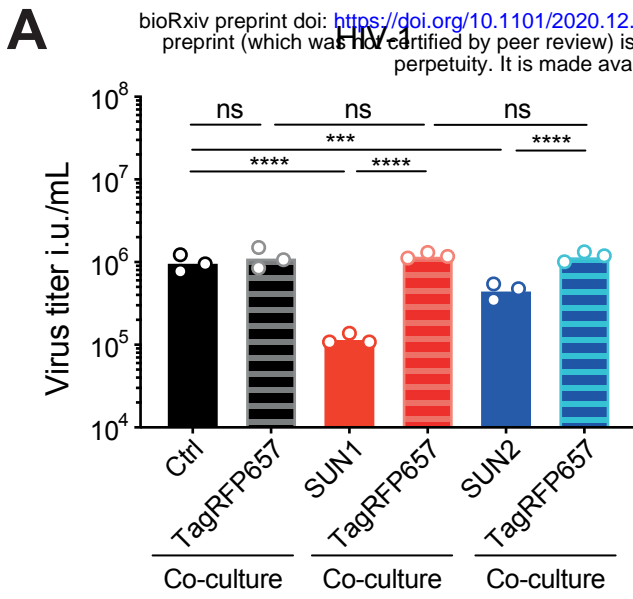 A
bioRxiv preprint doi: https://doi.org/10.1101/2020.12.
preprint (which was not certified by peer review) is
perpetuity. It is made ava
HIV-1
ns ns ns
***
**** **** ****
Virus titer i.u./mL
10^8
10^7
10^6
10^5
10^4
Ctrl
TagRFP657
SUN1
TagRFP657
SUN2
TagRFP657
Co-culture Co-culture Co-culture